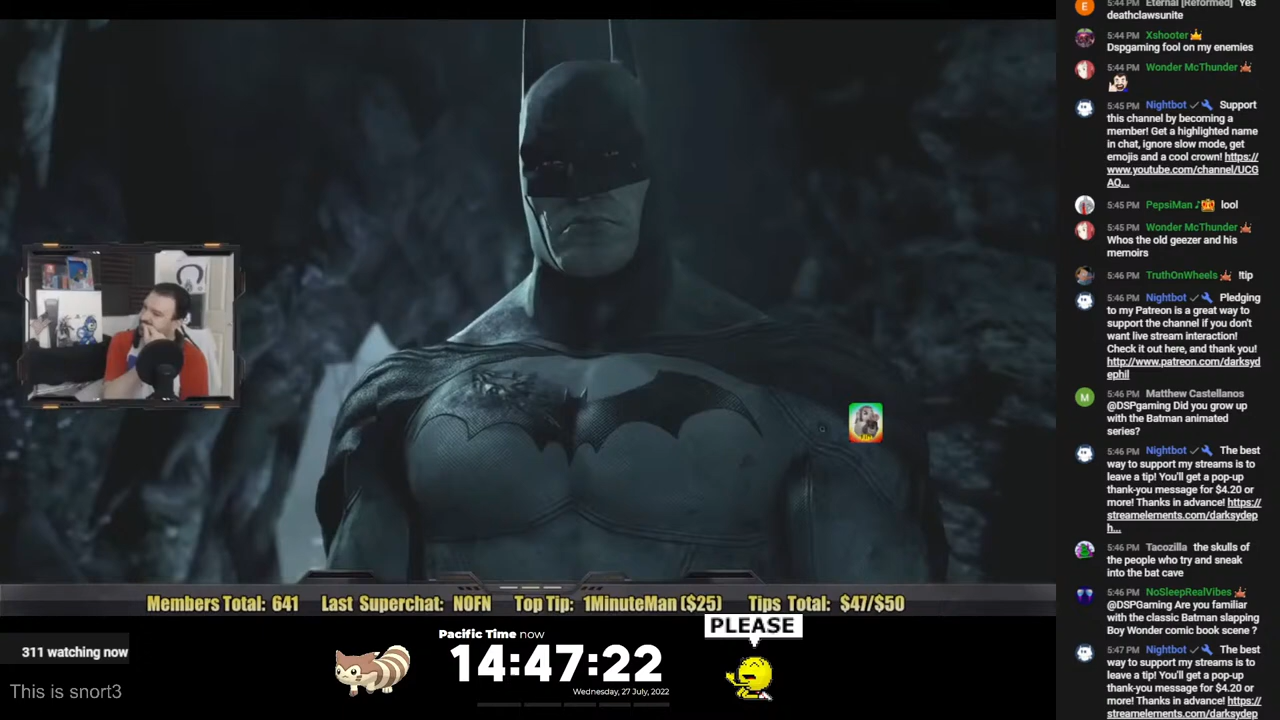 Members Total: 641 Last Superchat: N0FN Top Tip: 1MinuteMan ($25) Tips Total: $47/$50
PLEASE
311 watching now
This is snort3
Pacific Time now
14:47:22
Wednesday, 27 July, 2022
5:44 PM Eternal [Reformed] Yes
deathclawsunite
5:44 PM Xshooter
Dspgaming fool on my enemies
5:44 PM Wonder McThunder
5:45 PM Nightbot Support
this channel by becoming a
member! Get a highlighted name
in chat, ignore slow mode, get
emojis and a cool crown! https://
www.youtube.com/channel/UCG
AQ...
5:45 PM PepsiMan♪ lool
5:45 PM Wonder McThunder
Whos the old geezer and his
memoirs
5:46 PM TruthOnWheels !tip
5:46 PM Nightbot Pledging
to my Patreon is a great way to
support the channel if you don't
want live stream interaction!
Check it out here, and thank you!
http://www.patreon.com/darksyd
ephil
5:46 PM Matthew Castellanos
@DSPgaming Did you grow up
with the Batman animated
series?
5:46 PM Nightbot The best
way to support my streams is to
leave a tip! You'll get a pop-up
thank-you message for $4.20 or
more! Thanks in advance! https://
streamelements.com/darksydep
h...
5:46 PM Tacozilla the skulls of
the people who try and sneak
into the bat cave
5:46 PM NoSleepRealVibes
@DSPGaming Are you familiar
with the classic Batman slapping
Boy Wonder comic book scene ?
5:47 PM Nightbot The best
way to support my streams is to
leave a tip! You'll get a pop-up
thank-you message for $4.20 or
more! Thanks in advance! https://
streamelements.com/darksydep